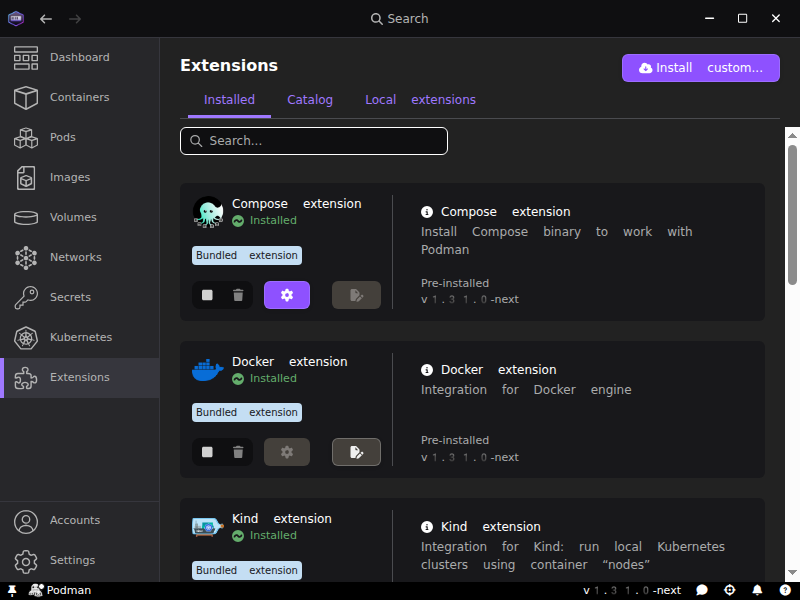 Search
Dashboard
Containers
Pods
Images
Volumes
Networks
Secrets
Kubernetes
Extensions
Accounts
Settings
Extensions
Install custom...
Installed
Catalog
Local extensions
Search...
Compose extension
Installed
Bundled extension
Compose extension
Install Compose binary to work with
Podman
Pre-installed
v 1 . 3 1 . 0 -next
Docker extension
Installed
Bundled extension
Docker extension
Integration for Docker engine
Pre-installed
v 1 . 3 1 . 0 -next
Kind extension
Installed
Bundled extension
Kind extension
Integration for Kind: run local Kubernetes
clusters using container “nodes”
Podman
v 1 . 3 1 . 0 -next